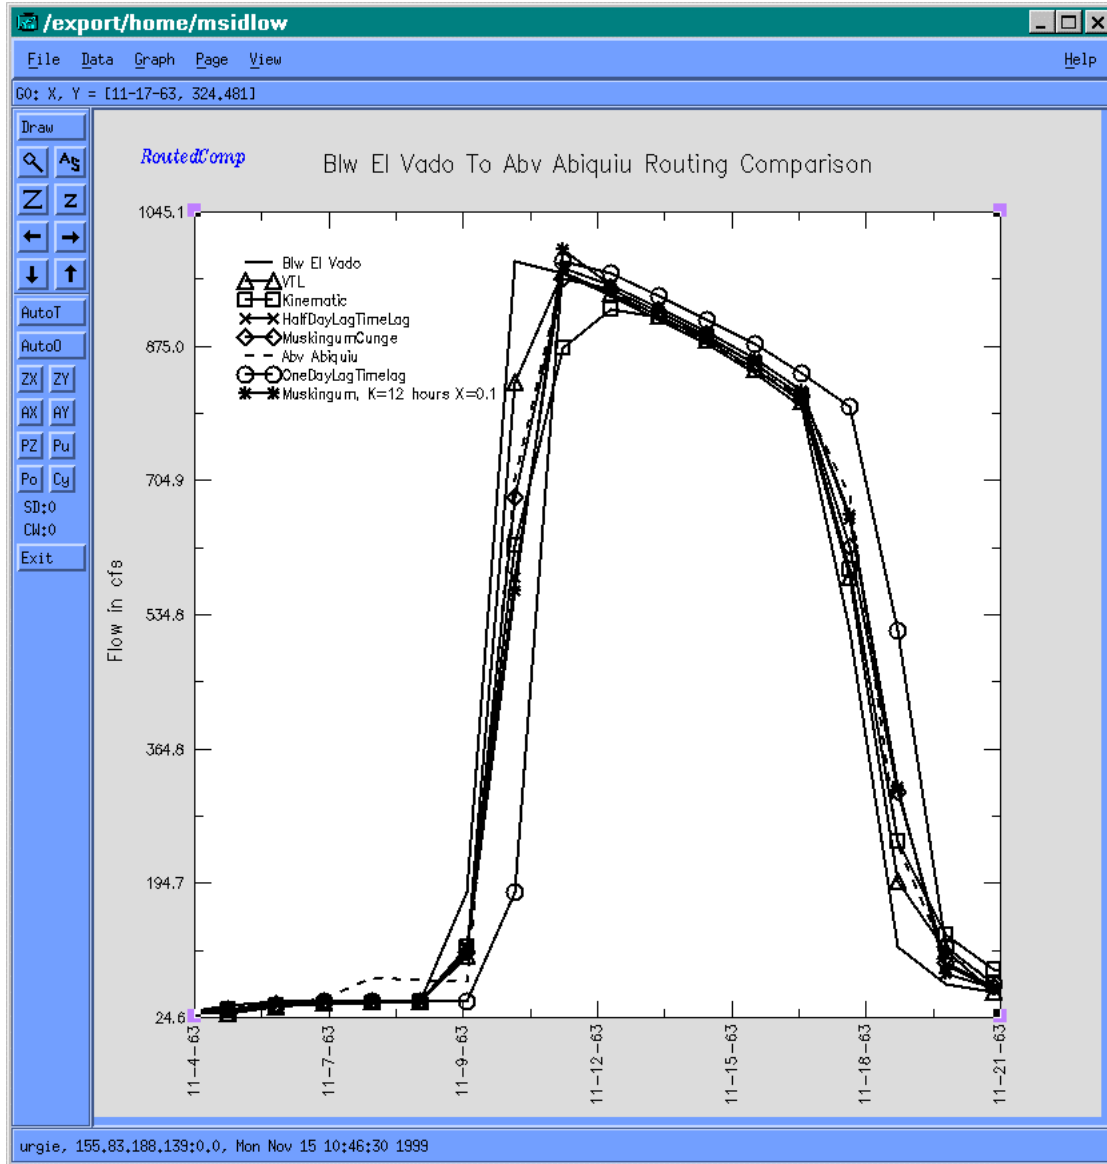 /export/home/msidlow
File Data Graph Page View Help
G0: X, Y = [11-17-63, 324.481]
Draw
A S
Z z
AutoT
AutoO
ZX ZY
AX AY
PZ Pu
Po Cy
SD:0
CW:0
Exit
RoutedComp
Blw El Vado To Abv Abiquiu Routing Comparison
Blw El Vado
VTL
Kinematic
HalfDayLagTimeLag
MuskingumCunge
Abv Abiquiu
OneDayLagTimelag
Muskingum, K=12 hours X=0.1
Flow in cfs
1045.1
875.0
704.9
534.8
364.8
194.7
24.6
11-4-63
11-7-63
11-9-63
11-12-63
11-15-63
11-18-63
11-21-63
urgie, 155.83.188.139:0.0, Mon Nov 15 10:46:30 1999